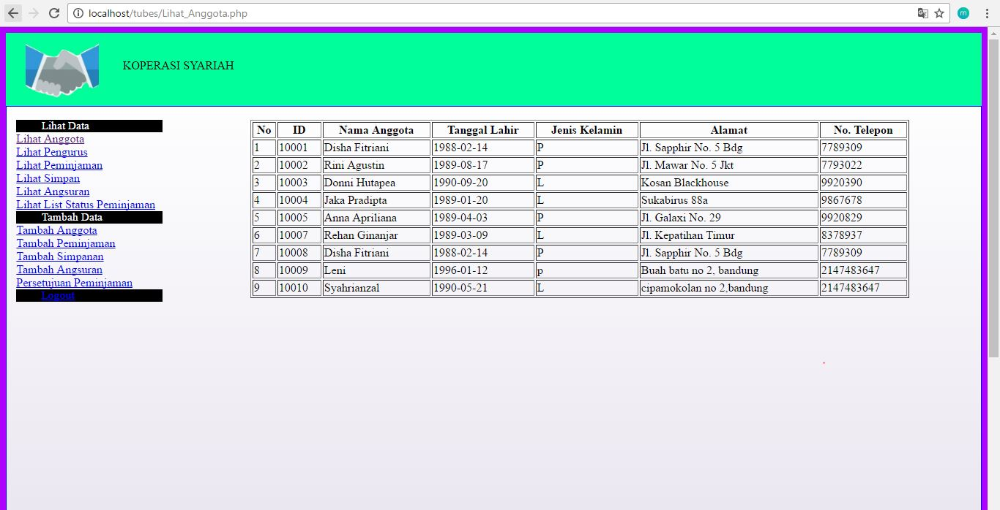 localhost/tubes/Lihat_Anggota.php
m
KOPERASI SYARIAH
Lihat Data
Lihat Anggota
Lihat Pengurus
Lihat Peminjaman
Lihat Simpan
Lihat Angsuran
Lihat List Status Peminjaman
Tambah Data
Tambah Anggota
Tambah Peminjaman
Tambah Simpanan
Tambah Angsuran
Persetujuan Peminjaman
Logout
No ID Nama Anggota Tanggal Lahir Jenis Kelamin Alamat No. Telepon
1 10001 Disha Fitriani 1988-02-14 P Jl. Sapphir No. 5 Bdg 7789309
2 10002 Rini Agustin 1989-08-17 P Jl. Mawar No. 5 Jkt 7793022
3 10003 Donni Hutapea 1990-09-20 L Kosan Blackhouse 9920390
4 10004 Jaka Pradipta 1989-01-20 L Sukabirus 88a 9867678
5 10005 Anna Apriliana 1989-04-03 P Jl. Galaxi No. 29 9920829
6 10007 Rehan Ginanjar 1989-03-09 L Jl. Kepatihan Timur 8378937
7 10008 Disha Fitriani 1988-02-14 P Jl. Sapphir No. 5 Bdg 7789309
8 10009 Leni 1996-01-12 p Buah batu no 2, bandung 2147483647
9 10010 Syahrianzal 1990-05-21 L cipamokolan no 2,bandung 2147483647